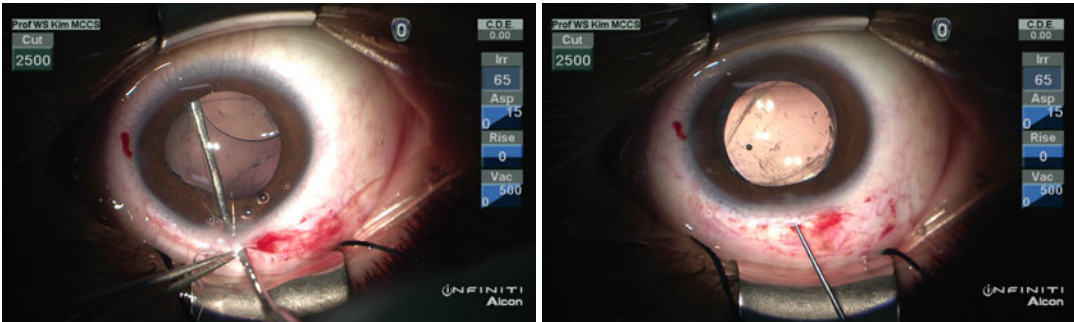 Prof WS Kim MCCS
Cut
2500
0
C.D.E.
0.00
Irr
65
Asp
15
0
Rise
0
Vac
500
0
INFINITI
Alcon
Prof WS Kim MCCS
Cut
2500
0
C.D.E.
0.00
Irr
65
Asp
15
0
Rise
0
Vac
500
0
INFINITI
Alcon